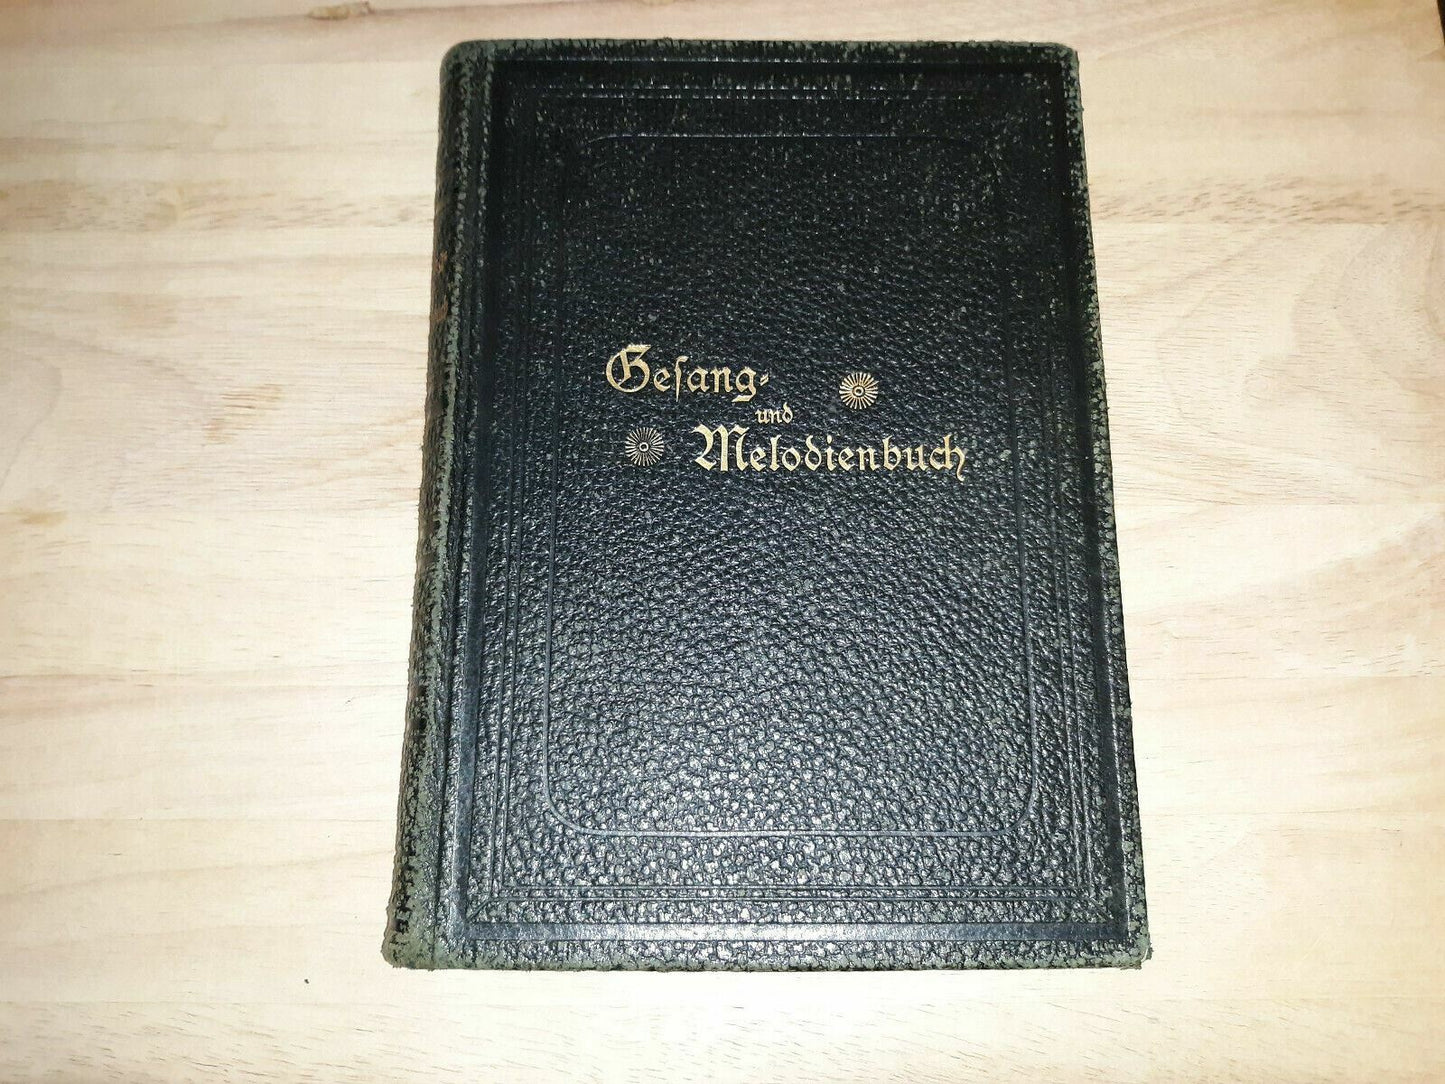 Geſang-
und
Melodienbuch